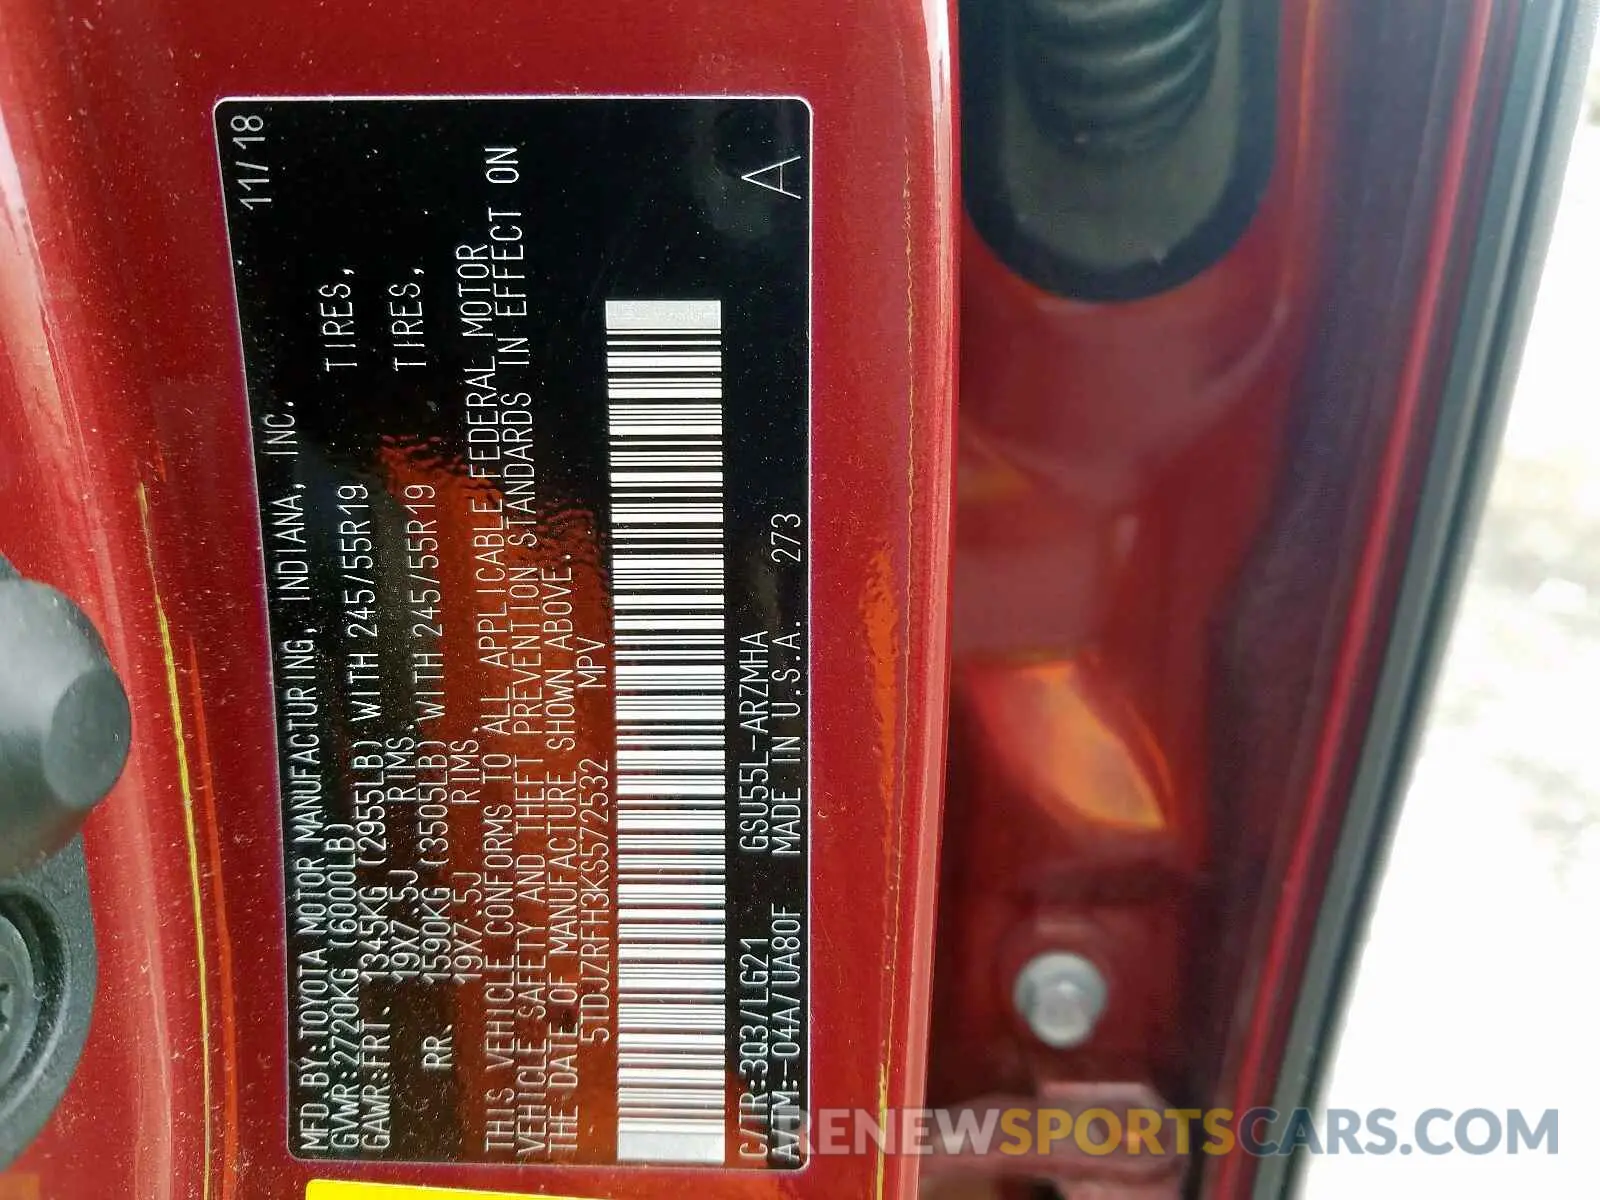 MFD.BY:TOYOTA MOTOR MANUFACTURING, INDIANA, INC. 11/18
GVWR:2720KG(6000LB)
GAWR:FRT. 1345KG(2955LB) WITH 245/55R19 TIRES,
19X7.5J RIMS.
RR. 1590KG(3505LB) WITH 245/55R19 TIRES,
19X7.5J RIMS.
THIS VEHICLE CONFORMS TO ALL APPLICABLE FEDERAL MOTOR
VEHICLE SAFETY AND THEFT PREVENTION STANDARDS IN EFFECT ON
THE DATE OF MANUFACTURE SHOWN ABOVE.
5TDJZRFH3KS572532 MPV
C/TR:3Q3/LG21 GSU55L-ARZMHA A
A/TM:-04A/UA80F MADE IN U.S.A. 273
RENEWSPORTSCARS.COM